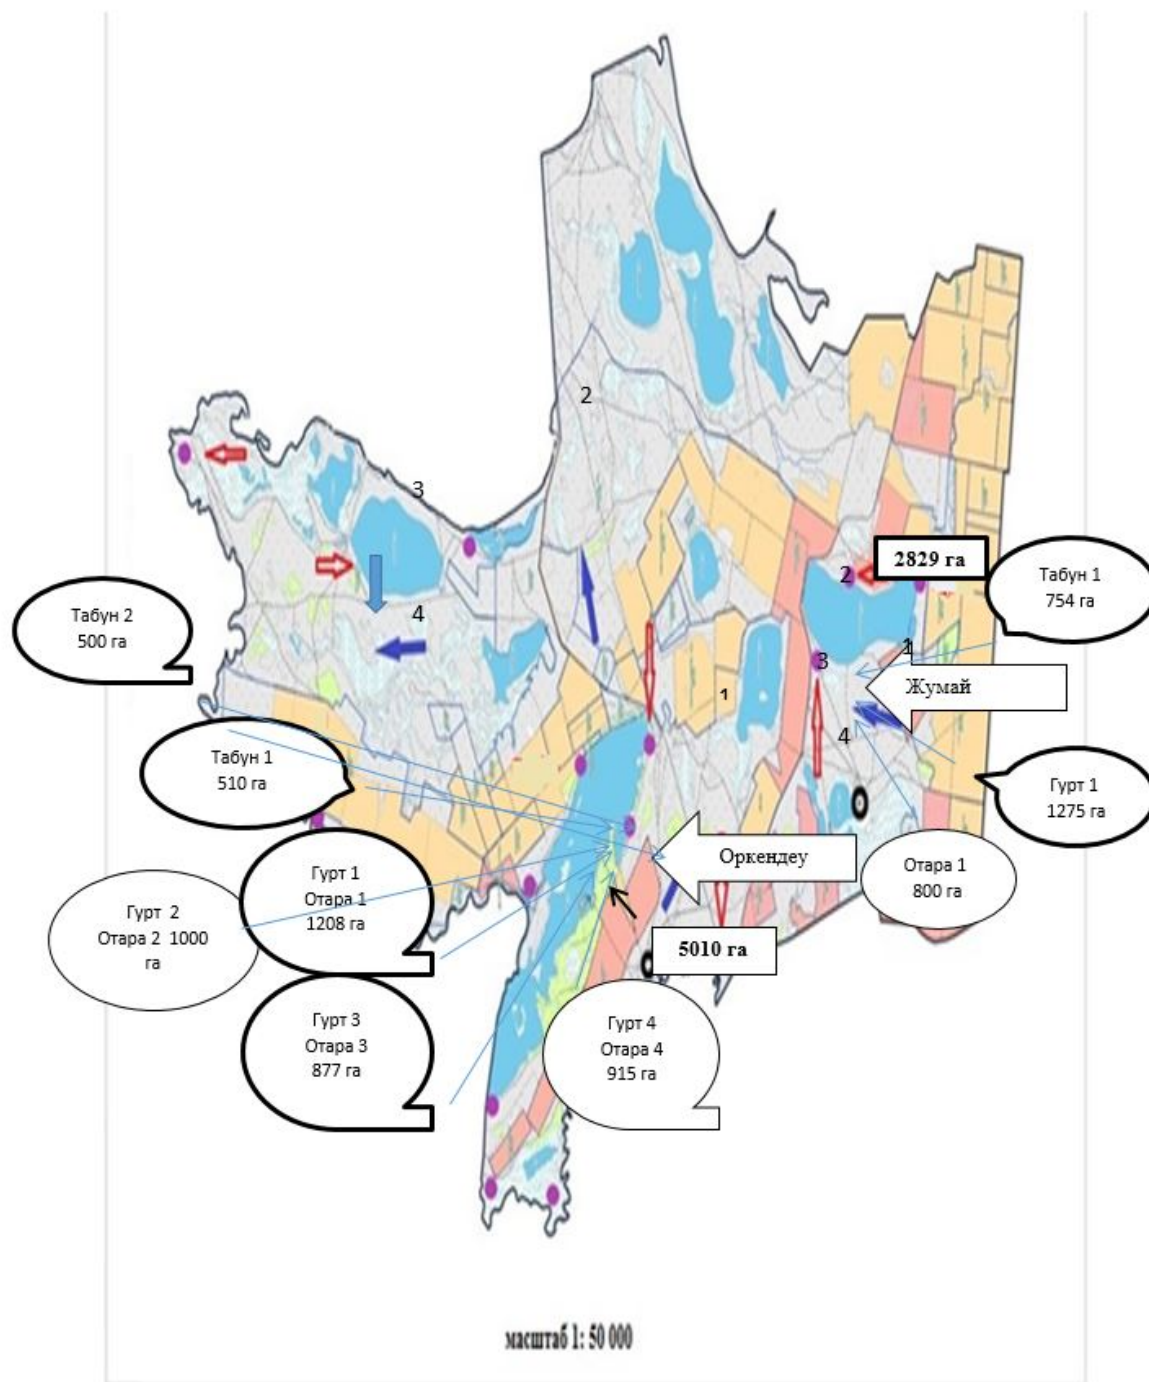 2
3
2829 га
Табун 1
754 га
2
Табун 2
500 га
4
1
3
Жумай
1
4
Табун 1
510 га
Гурт 1
1275 га
Оркендеу
Гурт 1
Отара 1
1208 га
Отара 1
800 га
Гурт 2
Отара 2 1000
га
5010 га
Гурт 3
Отара 3
877 га
Гурт 4
Отара 4
915 га
масштаб 1: 50 000